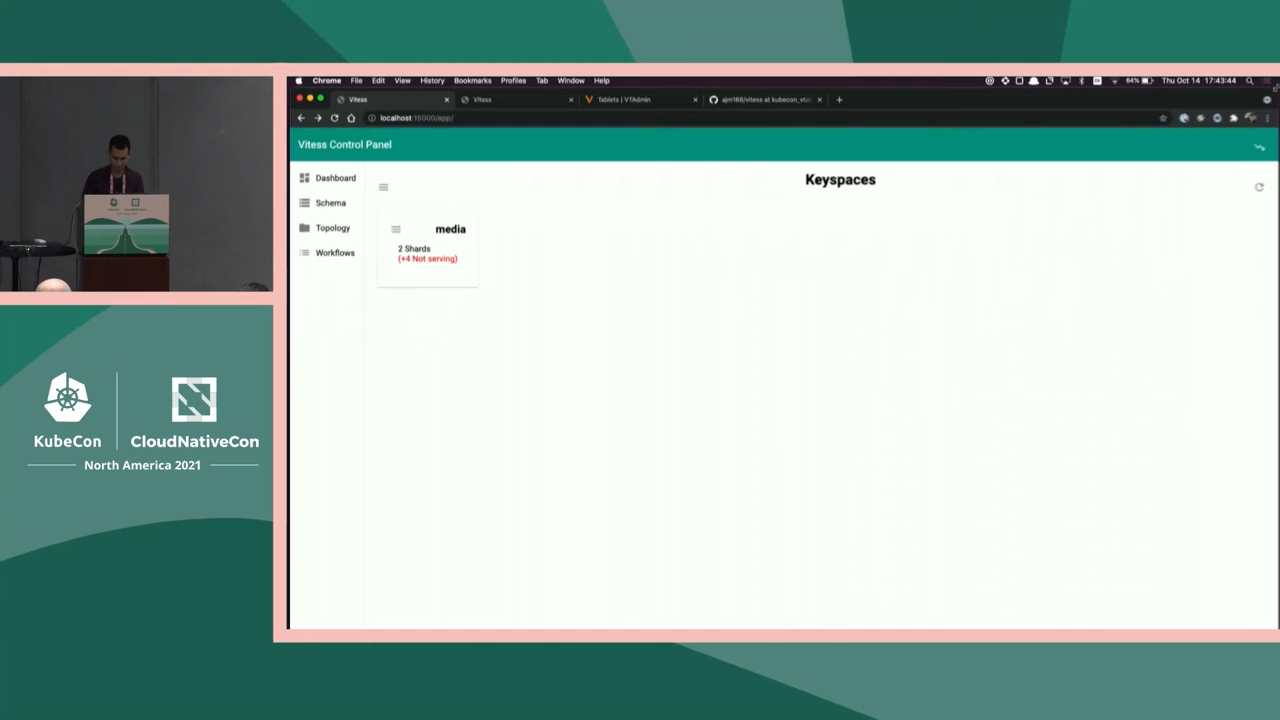 Chrome File Edit View History Bookmarks Profiles Tab Window Help
64% Thu Oct 14 17:43:44
Vitess
Vitess
Tablets | VTAdmin
localhost:15000/app/
Vitess Control Panel
Dashboard
Schema
Topology
Workflows
Keyspaces
media
2 Shards
(+4 Not serving)
KubeCon
CloudNativeCon
North America 2021